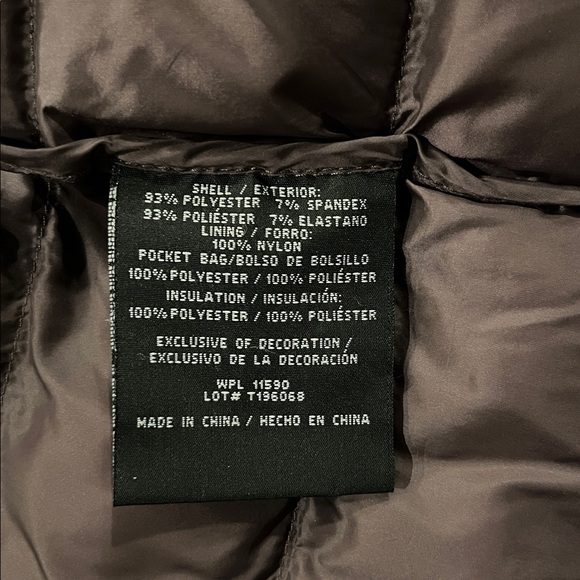 SHELL / EXTERIOR:
93% POLYESTER 7% SPANDEX
93% POLIÉSTER 7% ELASTANO
LINING / FORRO:
100% NYLON
POCKET BAG/BOLSO DE BOLSILLO
100% POLYESTER / 100% POLIÉSTER
INSULATION / INSULACIÓN:
100% POLYESTER / 100% POLIÉSTER
EXCLUSIVE OF DECORATION /
EXCLUSIVO DE LA DECORACIÓN
WPL 11590
LOT# T196068
MADE IN CHINA / HECHO EN CHINA